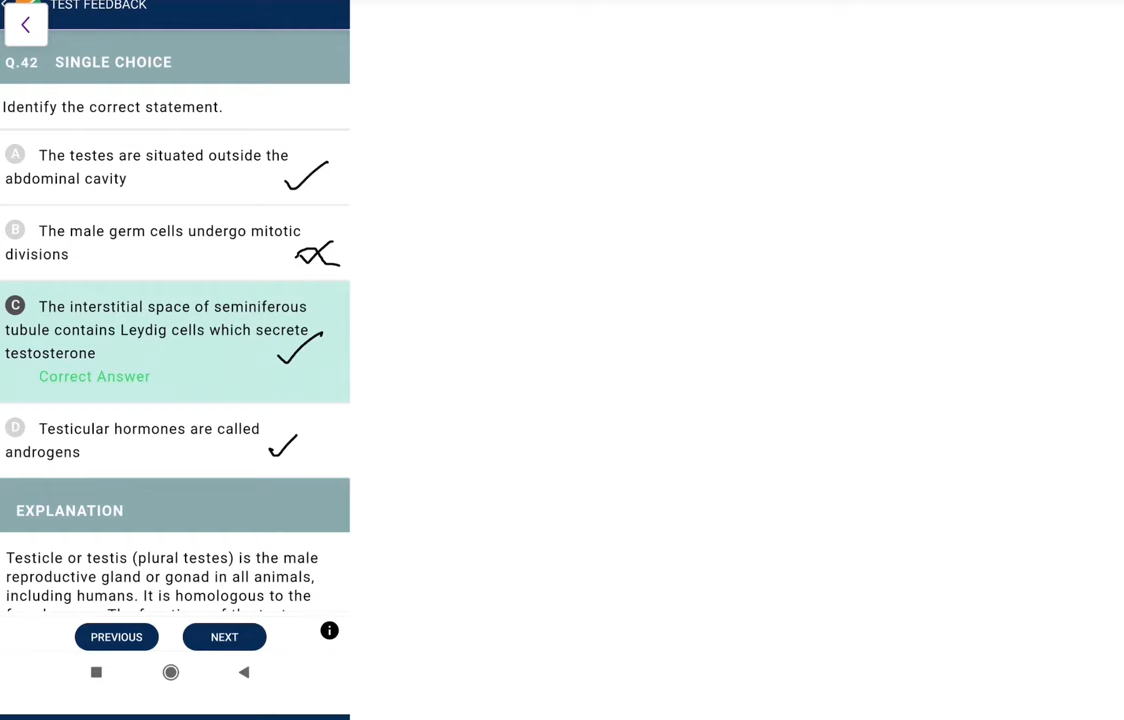 TEST FEEDBACK
Q.42 SINGLE CHOICE
Identify the correct statement.
A The testes are situated outside the
abdominal cavity
B The male germ cells undergo mitotic
divisions
C The interstitial space of seminiferous
tubule contains Leydig cells which secrete
testosterone
Correct Answer
D Testicular hormones are called
androgens
EXPLANATION
Testicle or testis (plural testes) is the male
reproductive gland or gonad in all animals,
including humans. It is homologous to the
PREVIOUS NEXT